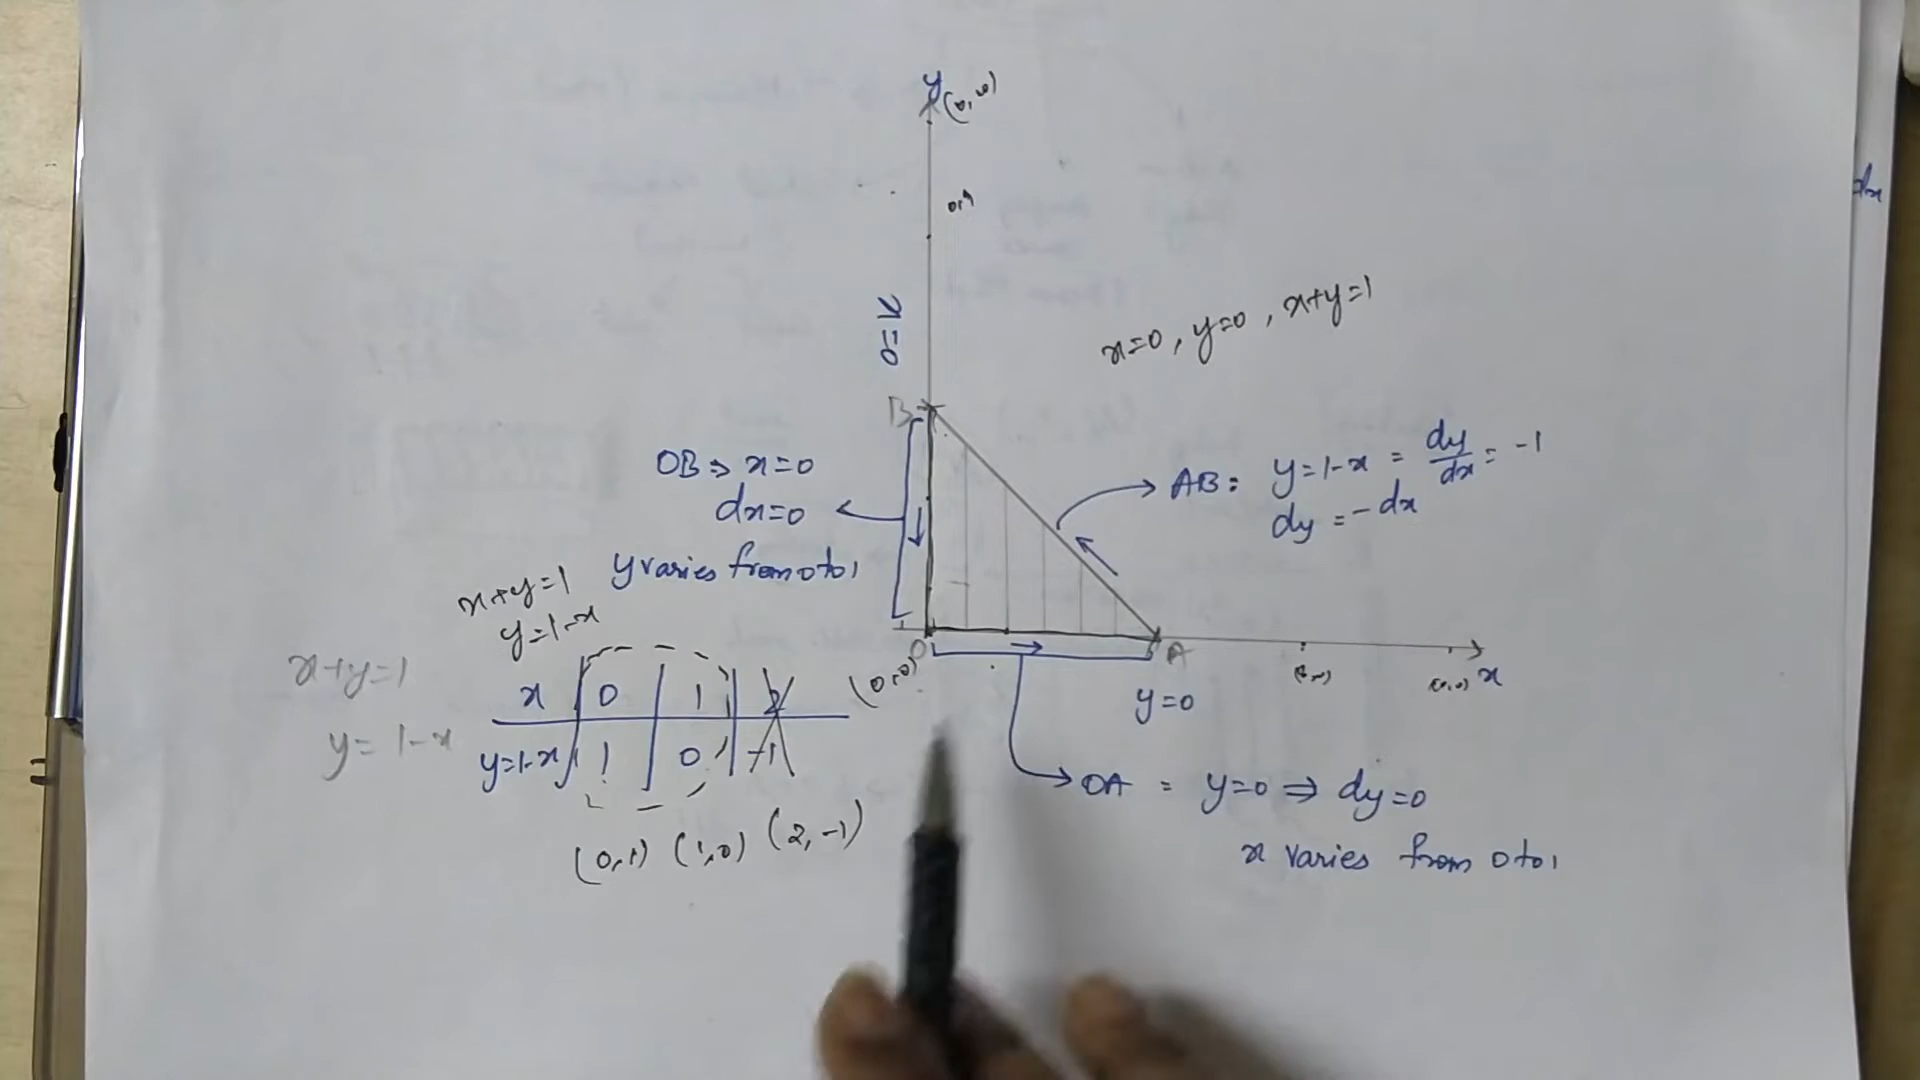 y
x=0
x=0, y=0, x+y=1
B
OB ⇒ x=0
dx=0
y varies from 0 to 1
AB: y=1-x = dy/dx = -1
dy = -dx
x+y=1
y=1-x
x+y=1
y=1-x
x 0 1 2
y=1-x 1 0 -1
(0,1) (1,0) (2,-1)
O
(0,0)
A
x
y=0
OA = y=0 ⇒ dy=0
x varies from 0 to 1
dx